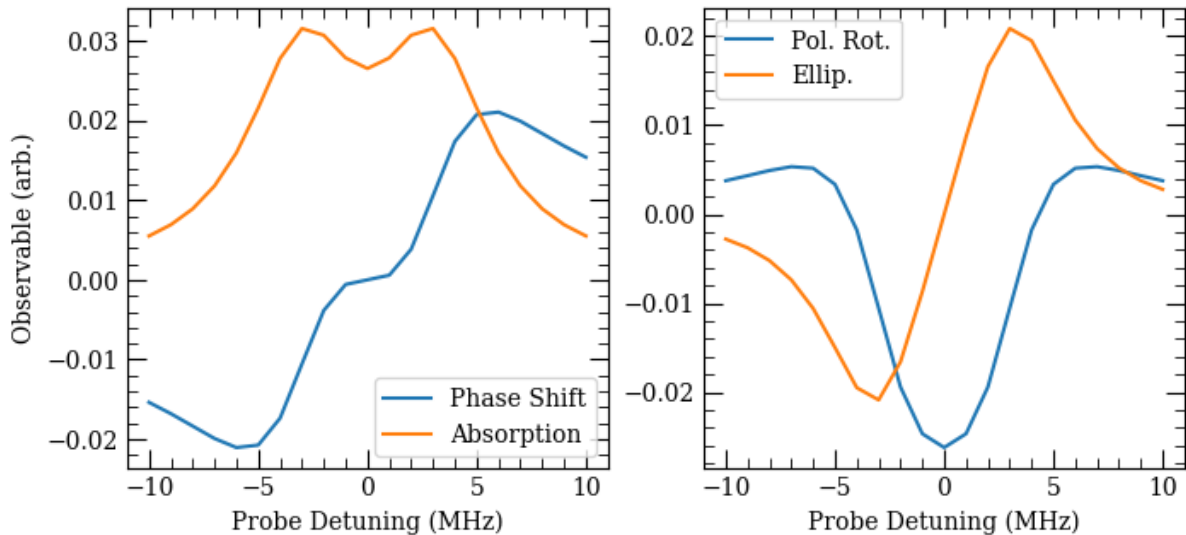 Observable (arb.)
0.03
0.02
0.01
0.00
−0.01
−0.02
Phase Shift
Absorption
−10 −5 0 5 10
Probe Detuning (MHz)
0.02
0.01
0.00
−0.01
−0.02
Pol. Rot.
Ellip.
−10 −5 0 5 10
Probe Detuning (MHz)